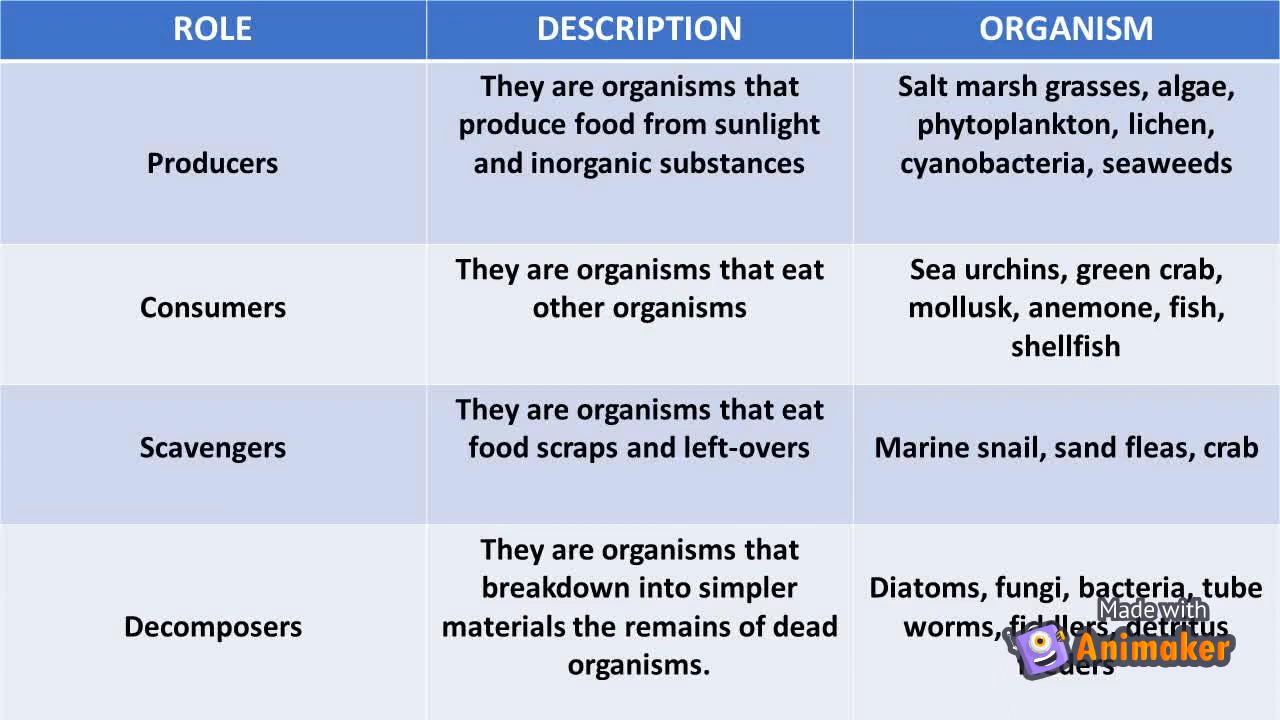 ROLE
DESCRIPTION
ORGANISM
Producers
They are organisms that
produce food from sunlight
and inorganic substances
Salt marsh grasses, algae,
phytoplankton, lichen,
cyanobacteria, seaweeds
Consumers
They are organisms that eat
other organisms
Sea urchins, green crab,
mollusk, anemone, fish,
shellfish
Scavengers
They are organisms that eat
food scraps and left-overs
Marine snail, sand fleas, crab
Decomposers
They are organisms that
breakdown into simpler
materials the remains of dead
organisms.
Diatoms, fungi, bacteria, tube
worms, fiddlers, detritus
Made with
Animaker